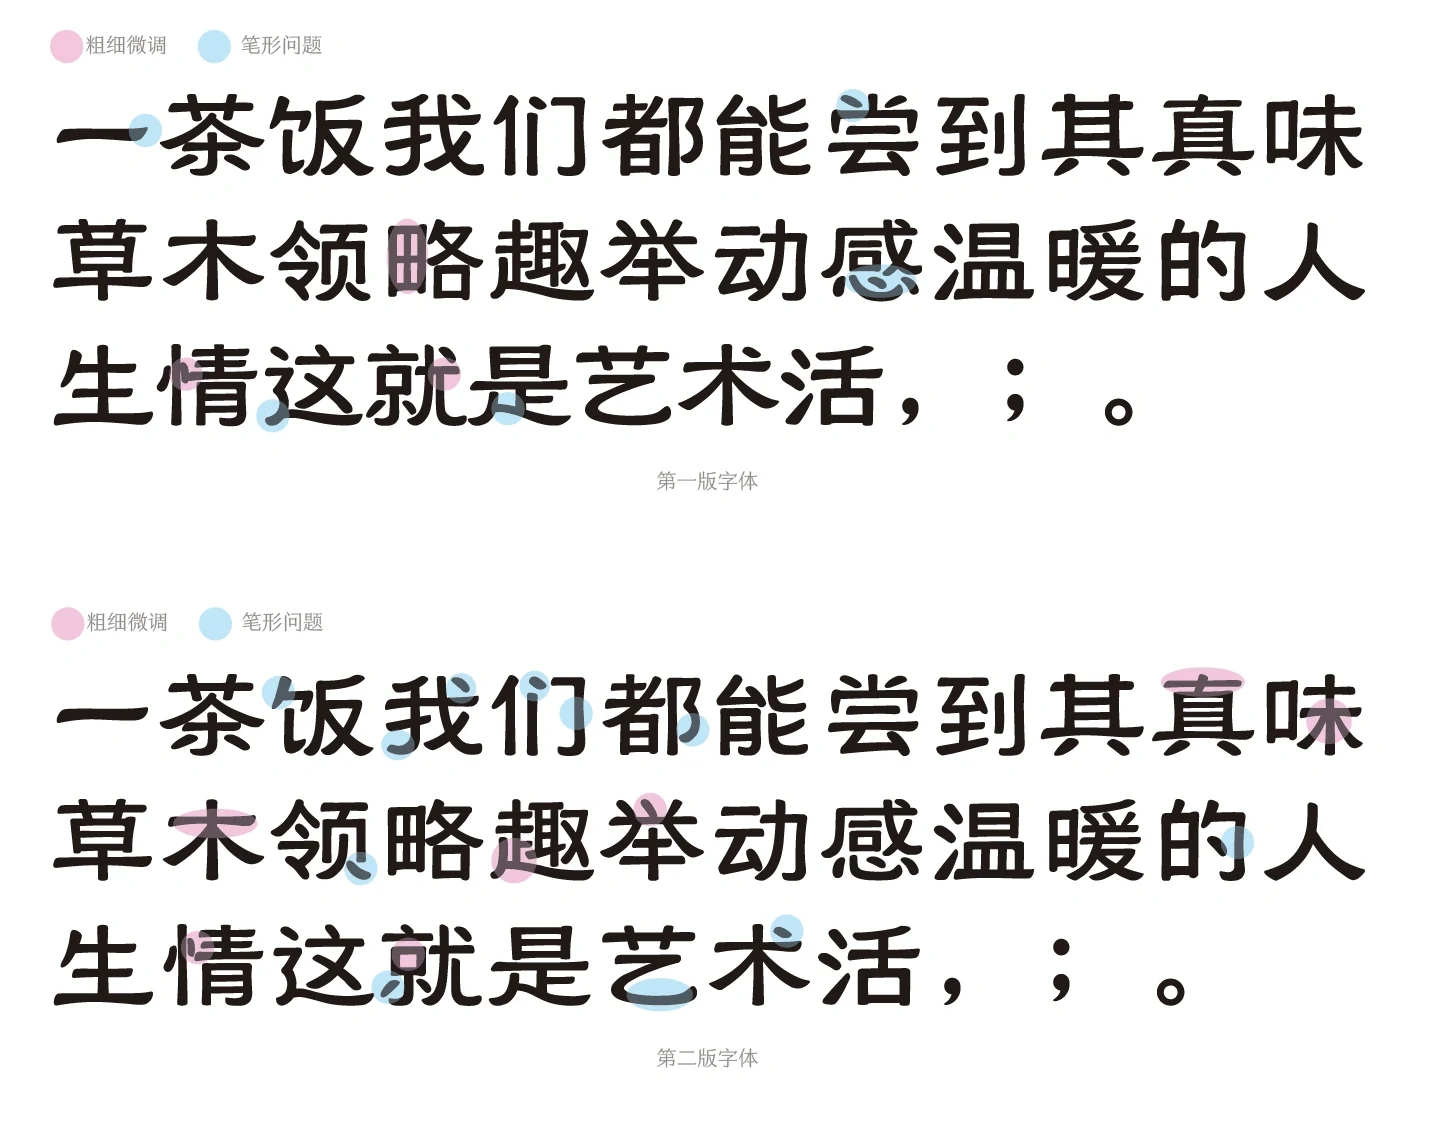 粗细微调 笔形问题
一茶饭我们都能尝到其真味
草木领略趣举动感温暖的人
生情这就是艺术活，；。
第一版字体
粗细微调 笔形问题
一茶饭我们都能尝到其真味
草木领略趣举动感温暖的人
生情这就是艺术活，；。
第二版字体